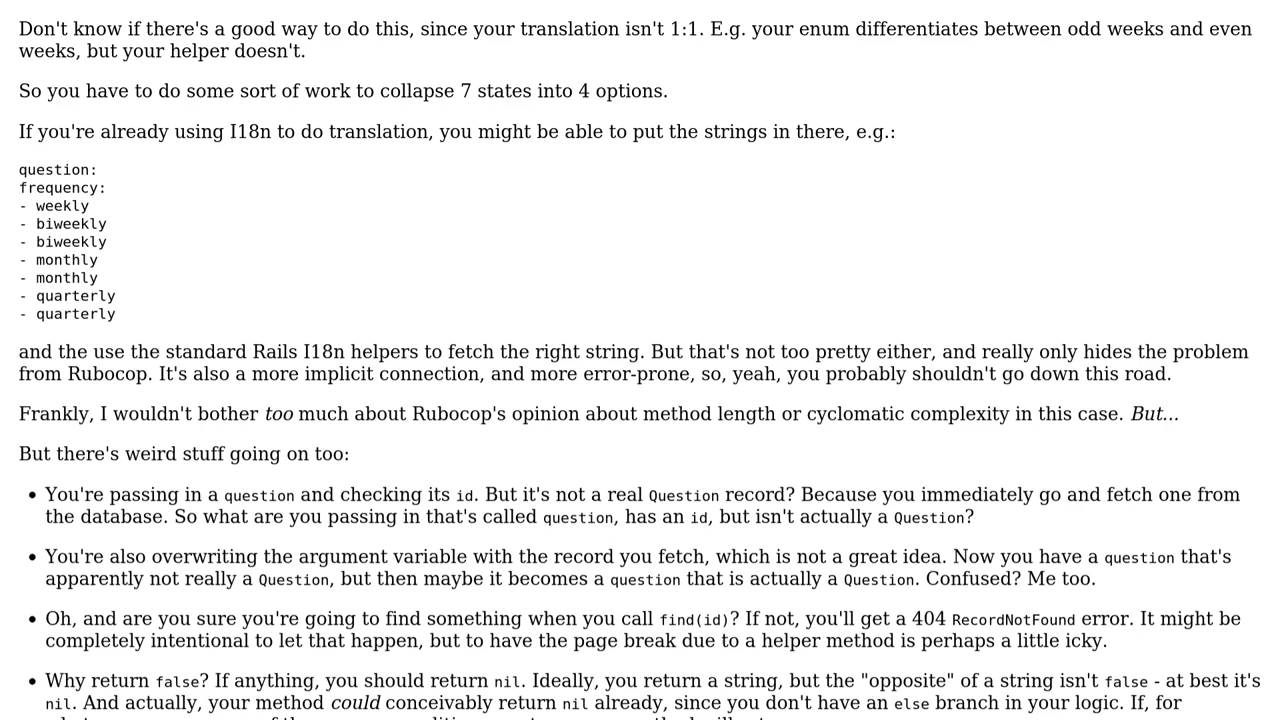 Don't know if there's a good way to do this, since your translation isn't 1:1. E.g. your enum differentiates between odd weeks and even
weeks, but your helper doesn't.
So you have to do some sort of work to collapse 7 states into 4 options.
If you're already using I18n to do translation, you might be able to put the strings in there, e.g.:
question:
frequency:
- weekly
- biweekly
- biweekly
- monthly
- monthly
- quarterly
- quarterly
and the use the standard Rails I18n helpers to fetch the right string. But that's not too pretty either, and really only hides the problem
from Rubocop. It's also a more implicit connection, and more error-prone, so, yeah, you probably shouldn't go down this road.
Frankly, I wouldn't bother too much about Rubocop's opinion about method length or cyclomatic complexity in this case. But...
But there's weird stuff going on too:
• You're passing in a question and checking its id. But it's not a real Question record? Because you immediately go and fetch one from
the database. So what are you passing in that's called question, has an id, but isn't actually a Question?
• You're also overwriting the argument variable with the record you fetch, which is not a great idea. Now you have a question that's
apparently not really a Question, but then maybe it becomes a question that is actually a Question. Confused? Me too.
• Oh, and are you sure you're going to find something when you call find(id)? If not, you'll get a 404 RecordNotFound error. It might be
completely intentional to let that happen, but to have the page break due to a helper method is perhaps a little icky.
• Why return false? If anything, you should return nil. Ideally, you return a string, but the "opposite" of a string isn't false - at best it's
nil. And actually, your method could conceivably return nil already, since you don't have an else branch in your logic. If, for